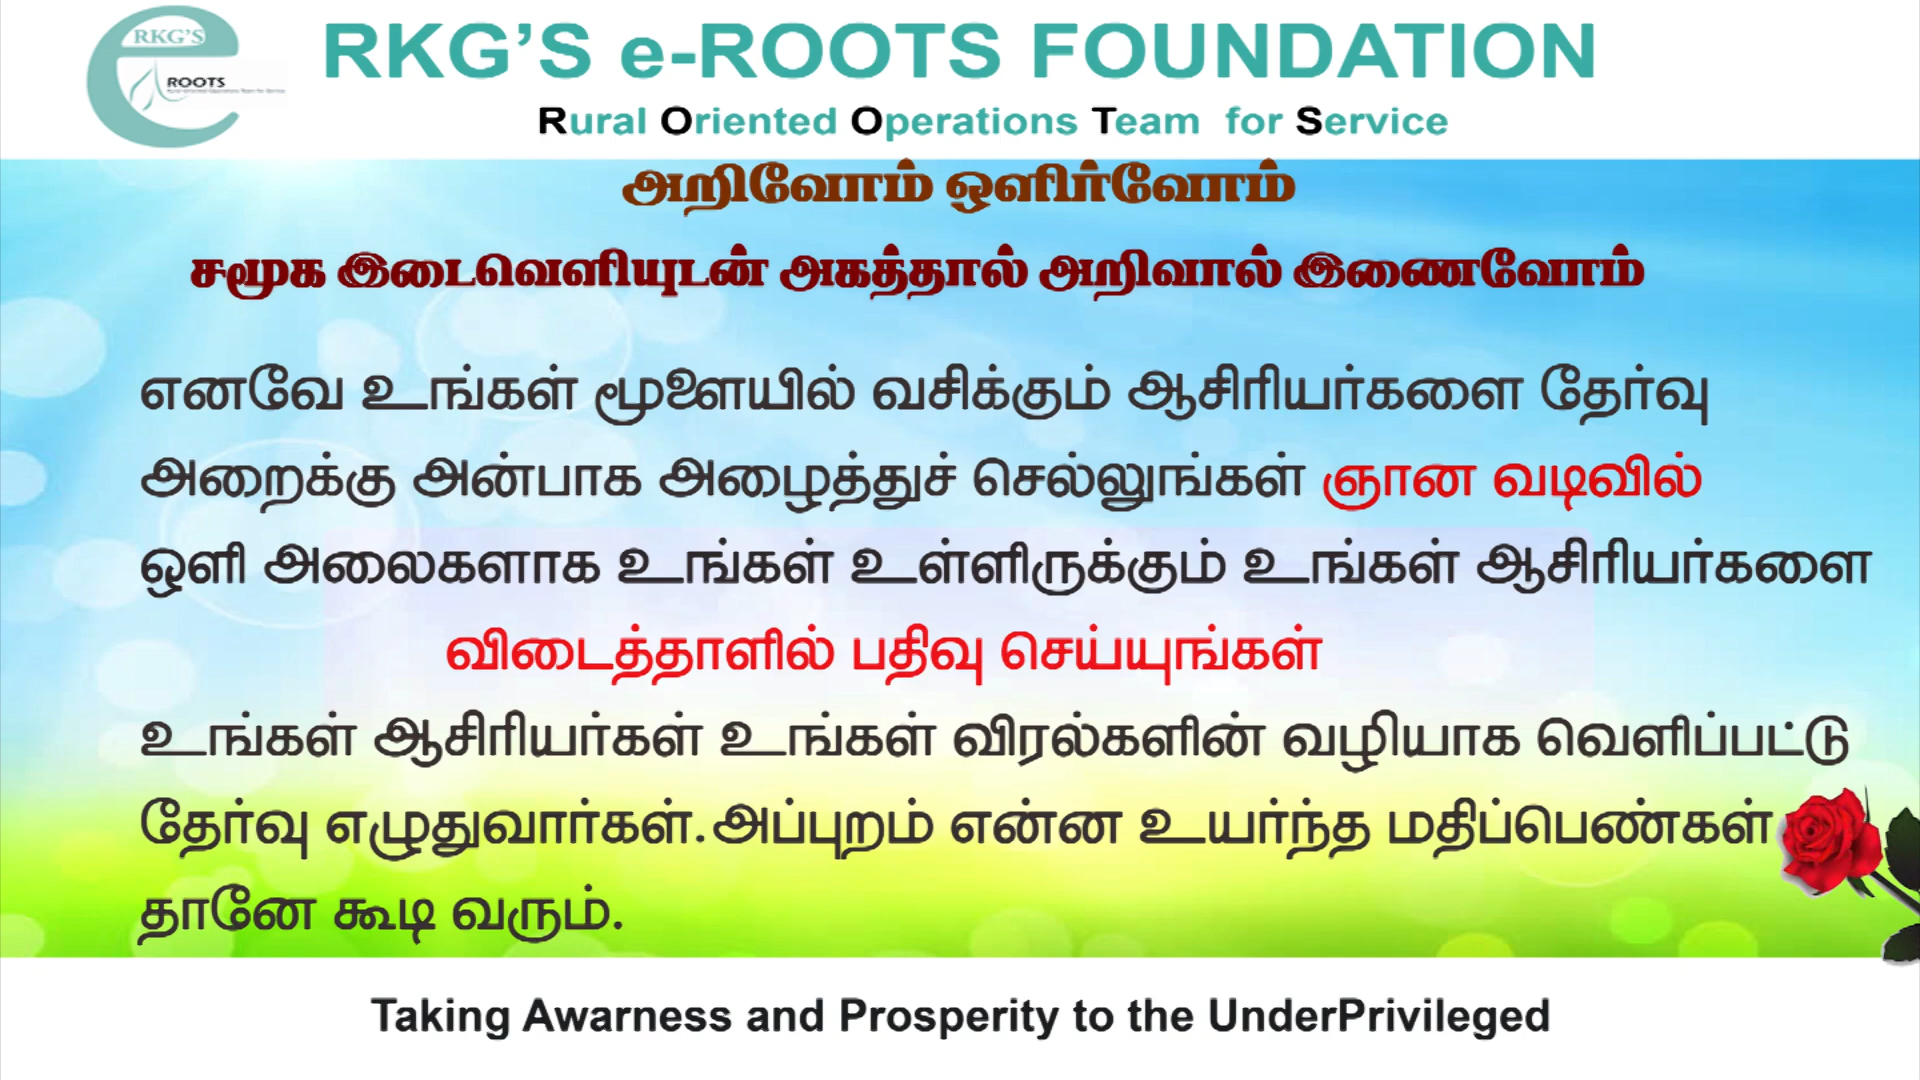 RKG'S
ROOTS
RKG'S e-ROOTS FOUNDATION
Rural Oriented Operations Team for Service
அறிவோம் ஒளிர்வோம்
சமூக இடைவெளியுடன் அகத்தால் அறிவால் இணைவோம்
எனவே உங்கள் மூளையில் வசிக்கும் ஆசிரியர்களை தேர்வு
அறைக்கு அன்பாக அழைத்துச் செல்லுங்கள் ஞான வடிவில்
ஒளி அலைகளாக உங்கள் உள்ளிருக்கும் உங்கள் ஆசிரியர்களை
விடைத்தாளில் பதிவு செய்யுங்கள்
உங்கள் ஆசிரியர்கள் உங்கள் விரல்களின் வழியாக வெளிப்பட்டு
தேர்வு எழுதுவார்கள்.அப்புறம் என்ன உயர்ந்த மதிப்பெண்கள்
தானே கூடி வரும்.
Taking Awarness and Prosperity to the UnderPrivileged